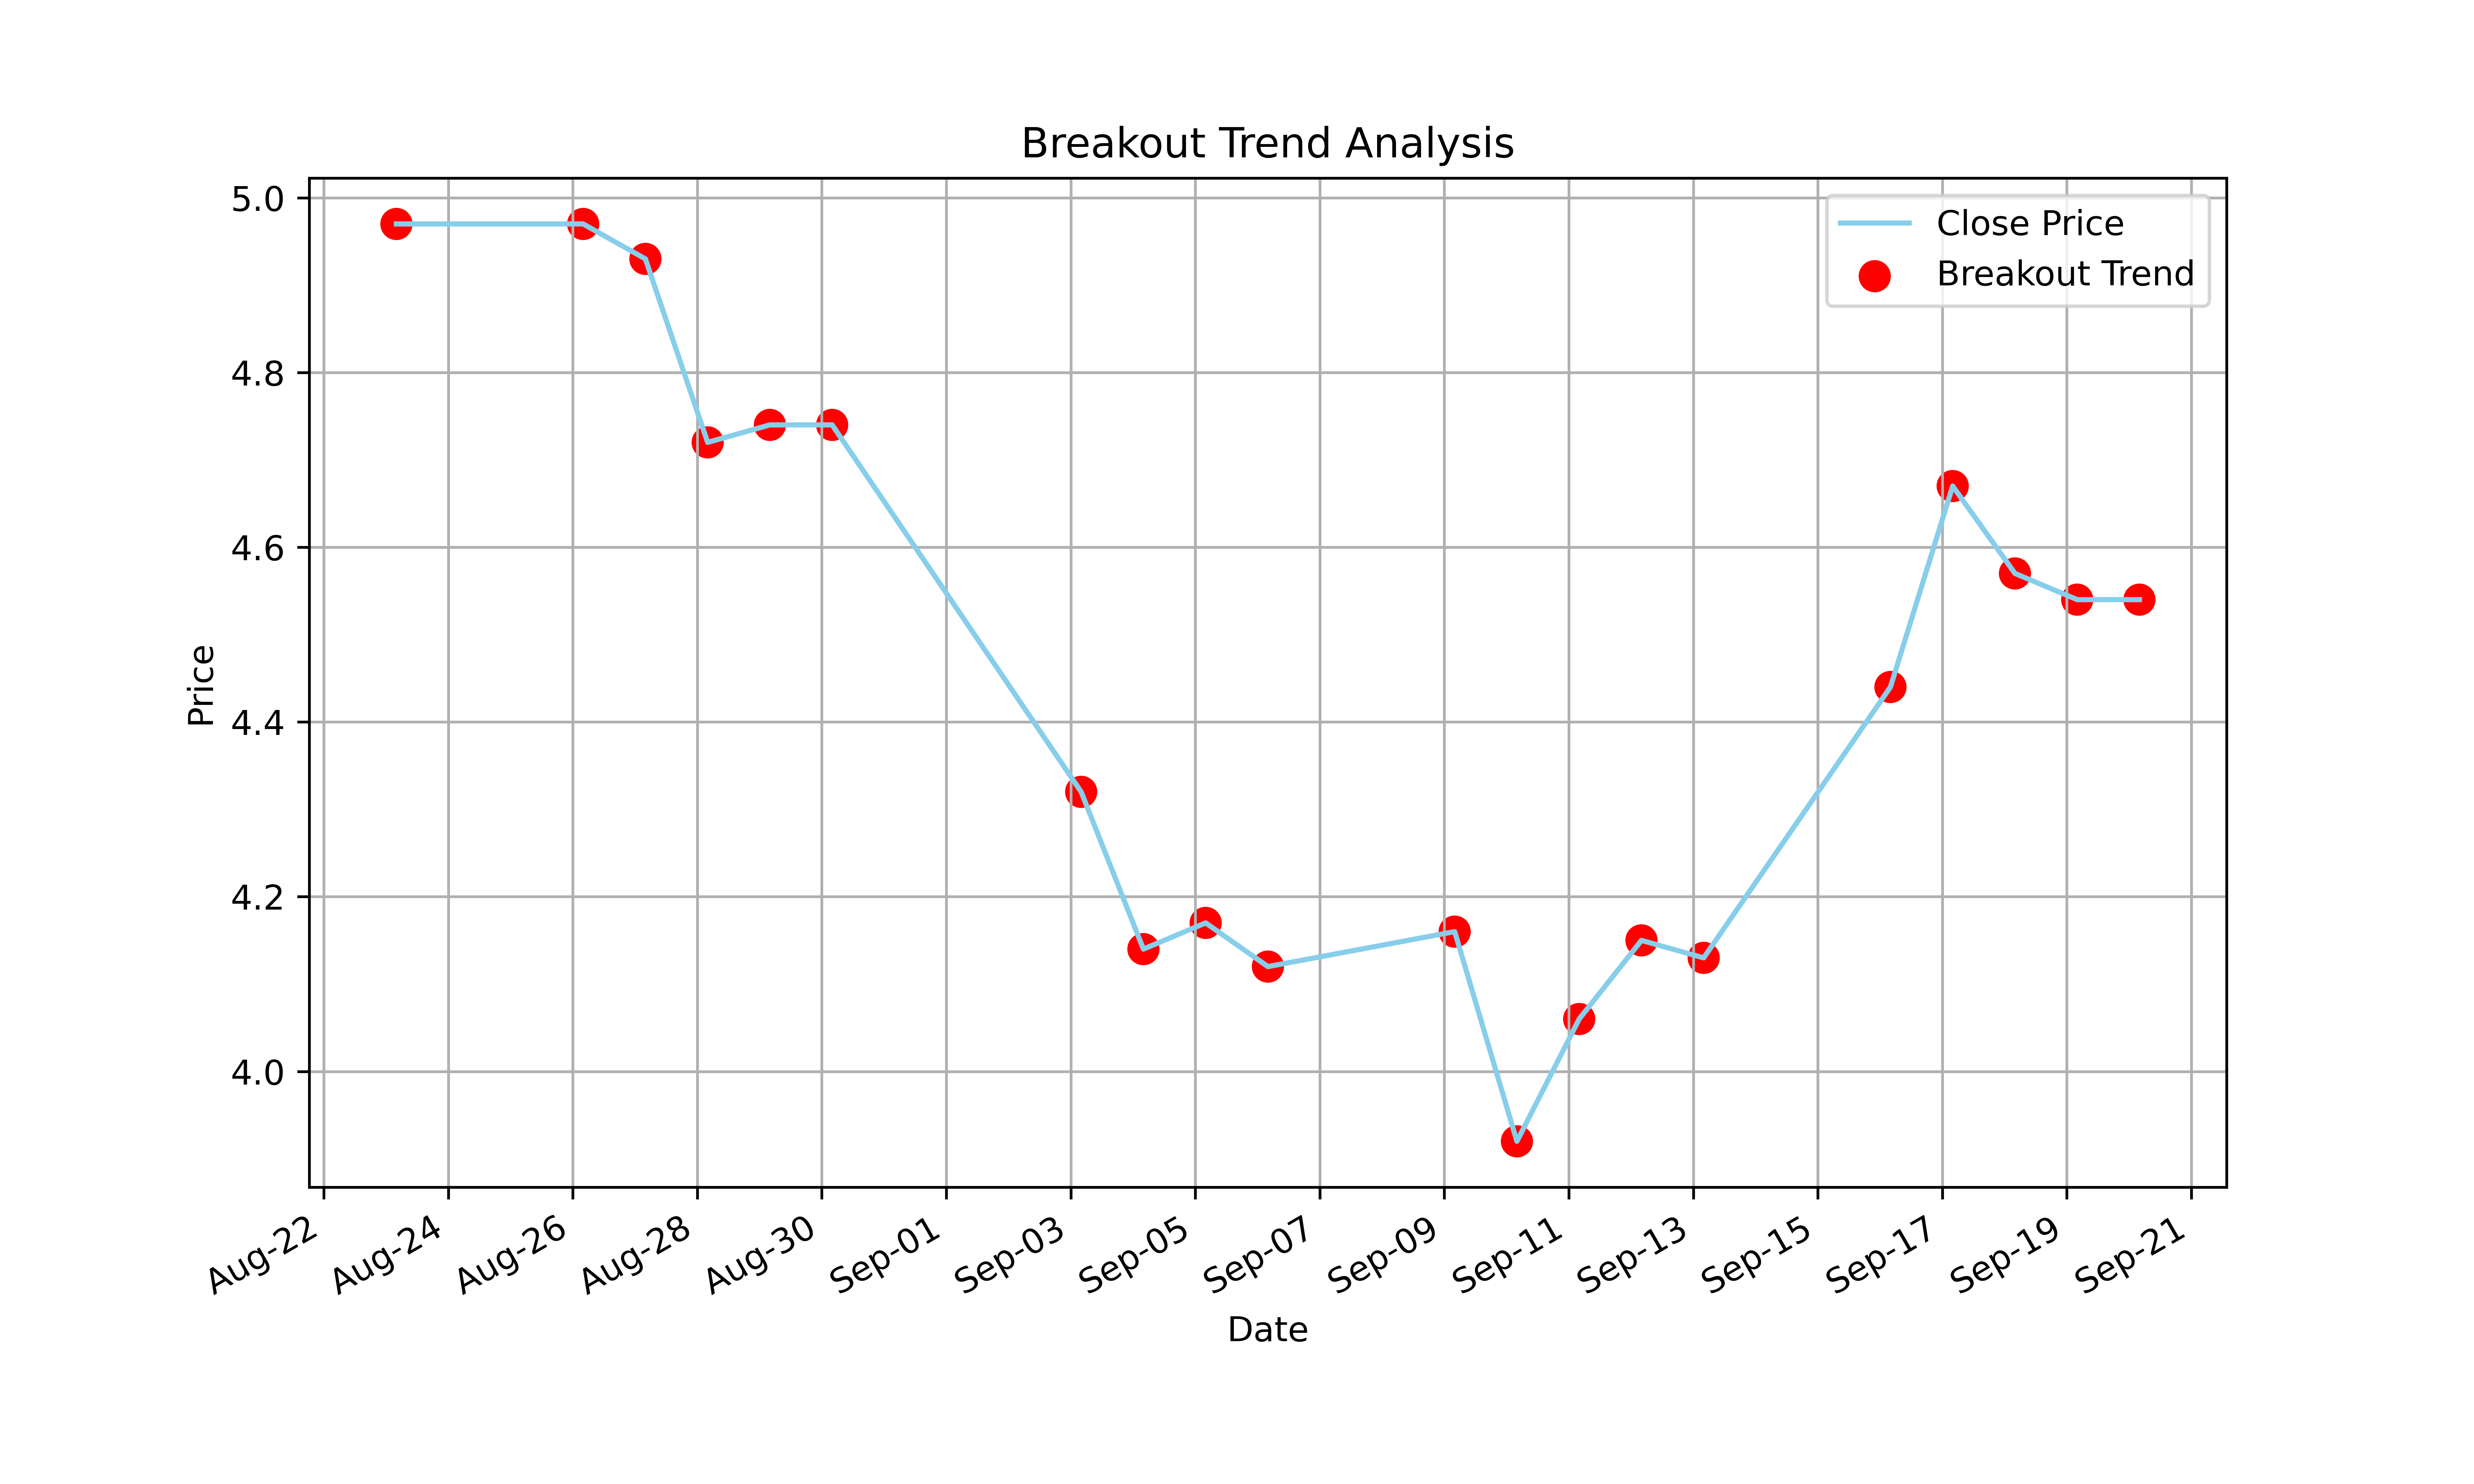 Breakout Trend Analysis
Close Price
Breakout Trend
5.0
4.8
4.6
4.4
4.2
4.0
Price
Aug-22
Aug-24
Aug-26
Aug-28
Aug-30
Sep-01
Sep-03
Sep-05
Sep-07
Sep-09
Sep-11
Sep-13
Sep-15
Sep-17
Sep-19
Sep-21
Date